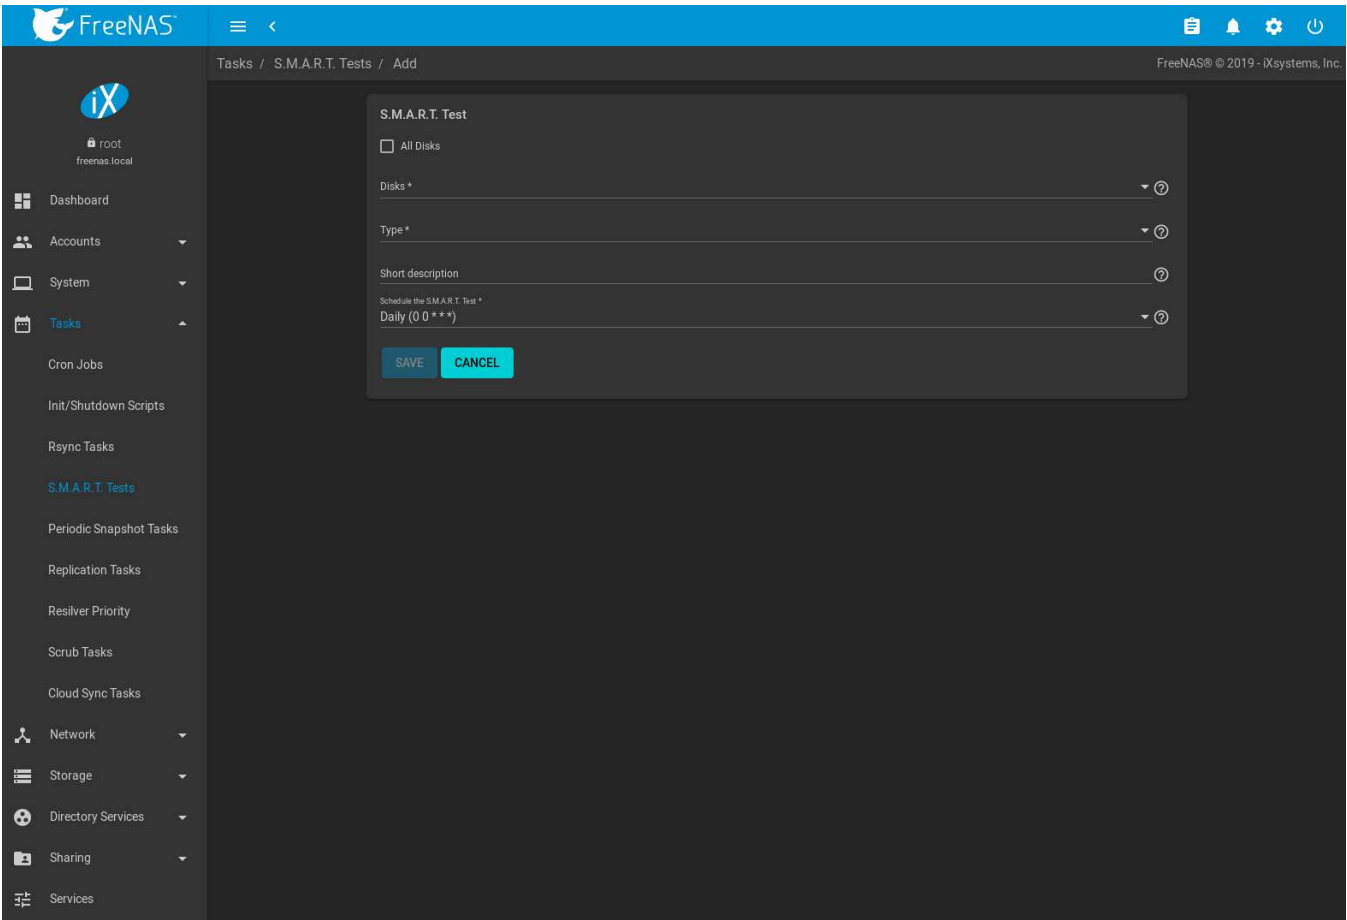 FreeNAS™
Tasks / S.M.A.R.T. Tests / Add
FreeNAS® © 2019 - iXsystems, Inc.
iX
root
freenas.local
Dashboard
Accounts
System
Tasks
Cron Jobs
Init/Shutdown Scripts
Rsync Tasks
S.M.A.R.T. Tests
Periodic Snapshot Tasks
Replication Tasks
Resilver Priority
Scrub Tasks
Cloud Sync Tasks
Network
Storage
Directory Services
Sharing
Services
S.M.A.R.T. Test
All Disks
Disks *
Type *
Short description
Schedule the S.M.A.R.T. Test *
Daily (0 0 * * *)
SAVE CANCEL